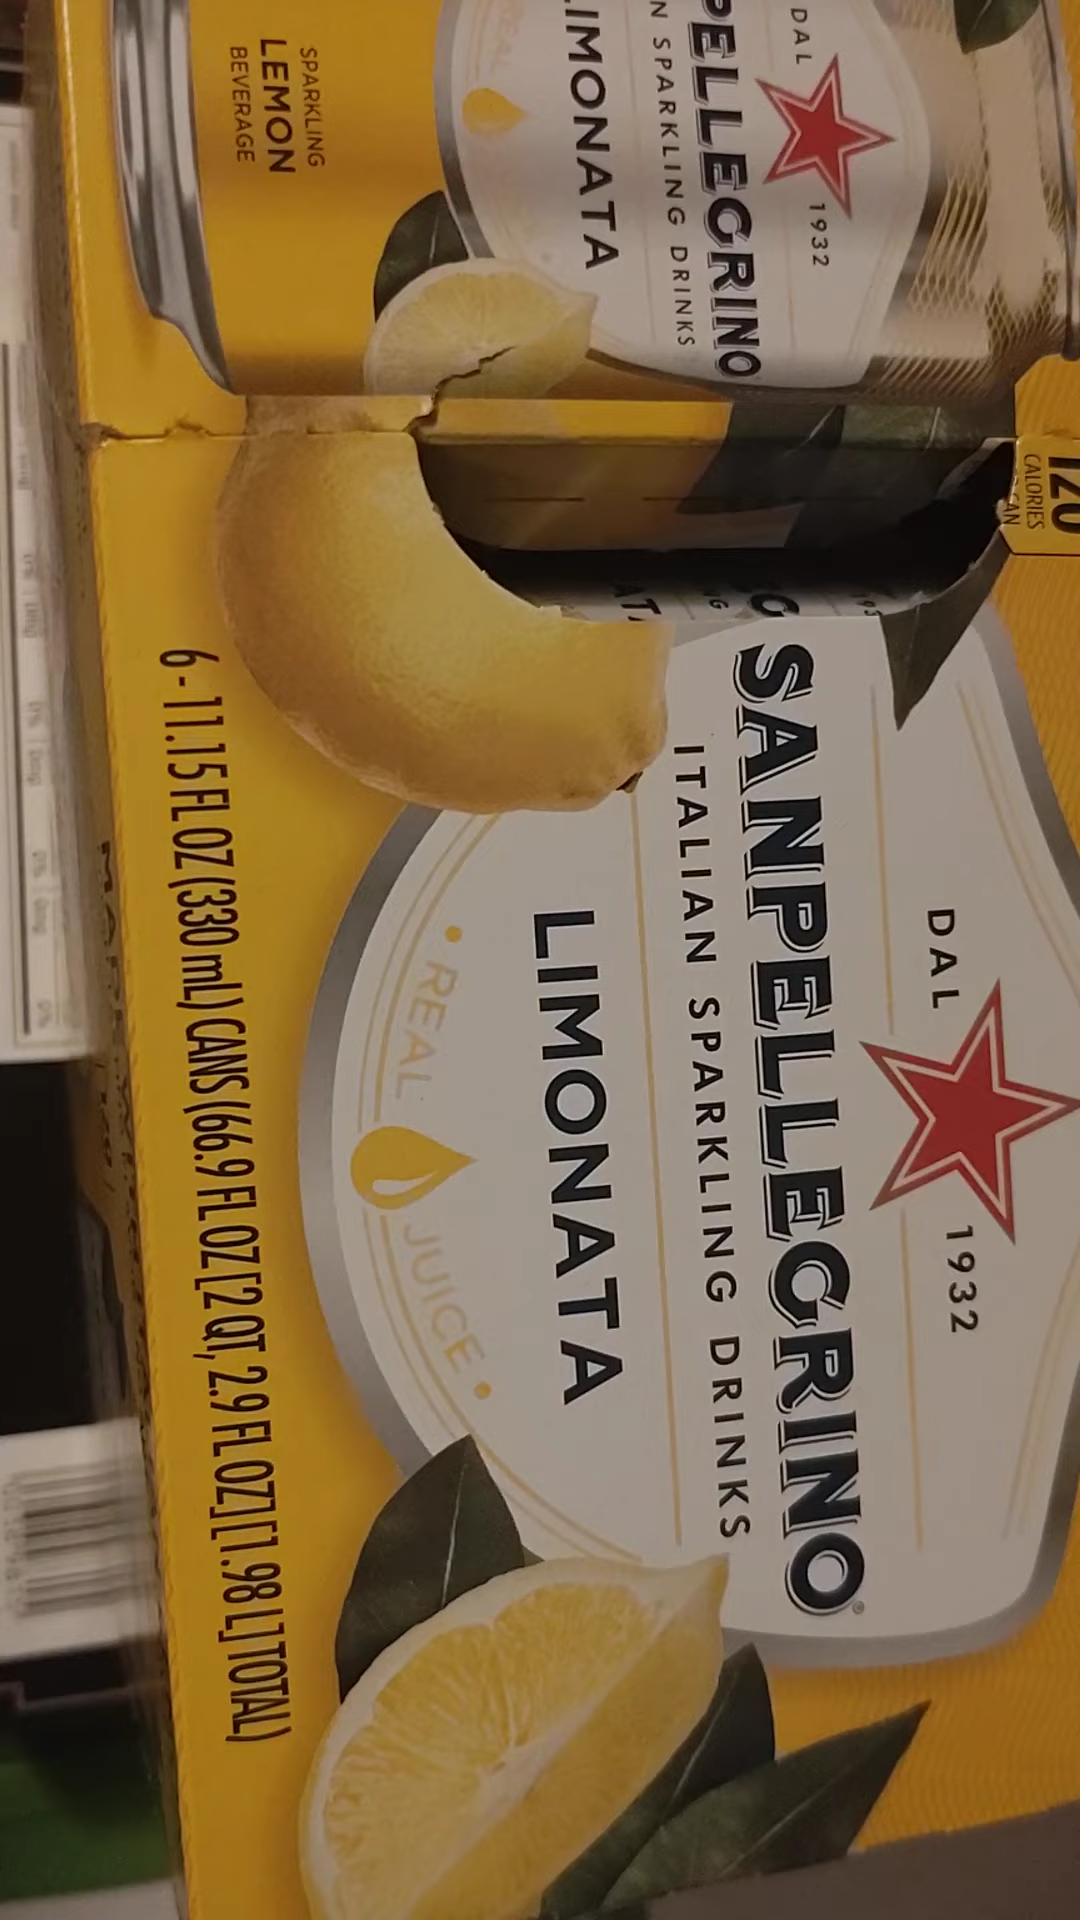 120
CALORIES
DAL
1932
PELLEGRINO
N SPARKLING DRINKS
LIMONATA
REAL
SPARKLING
LEMON
BEVERAGE
DAL
1932
SANPELLEGRINO®
ITALIAN SPARKLING DRINKS
LIMONATA
• REAL JUICE •
6 - 11.15 FL OZ (330 mL) CANS (66.9 FL OZ [2 QT, 2.9 FL OZ] [1.98 L] TOTAL)